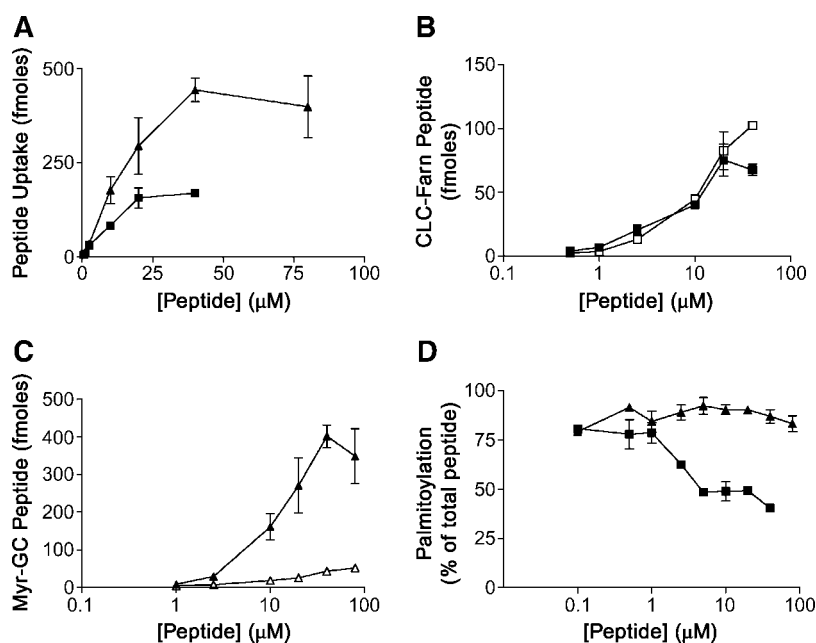 A
Peptide Uptake (fmoles)
500
250
0
0
25
50
75
100
[Peptide] (μM)
B
CLC-Farn Peptide
(fmoles)
150
100
50
0
0.1
1
10
100
[Peptide] (μM)
C
Myr-GC Peptide (fmoles)
500
400
300
200
100
0
0.1
1
10
100
[Peptide] (μM)
D
Palmitoylation
(% of total peptide)
100
75
50
25
0
0.1
1
10
100
[Peptide] (μM)